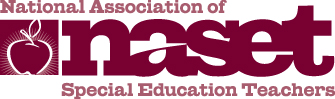 National Association of
naset
Special Education Teachers